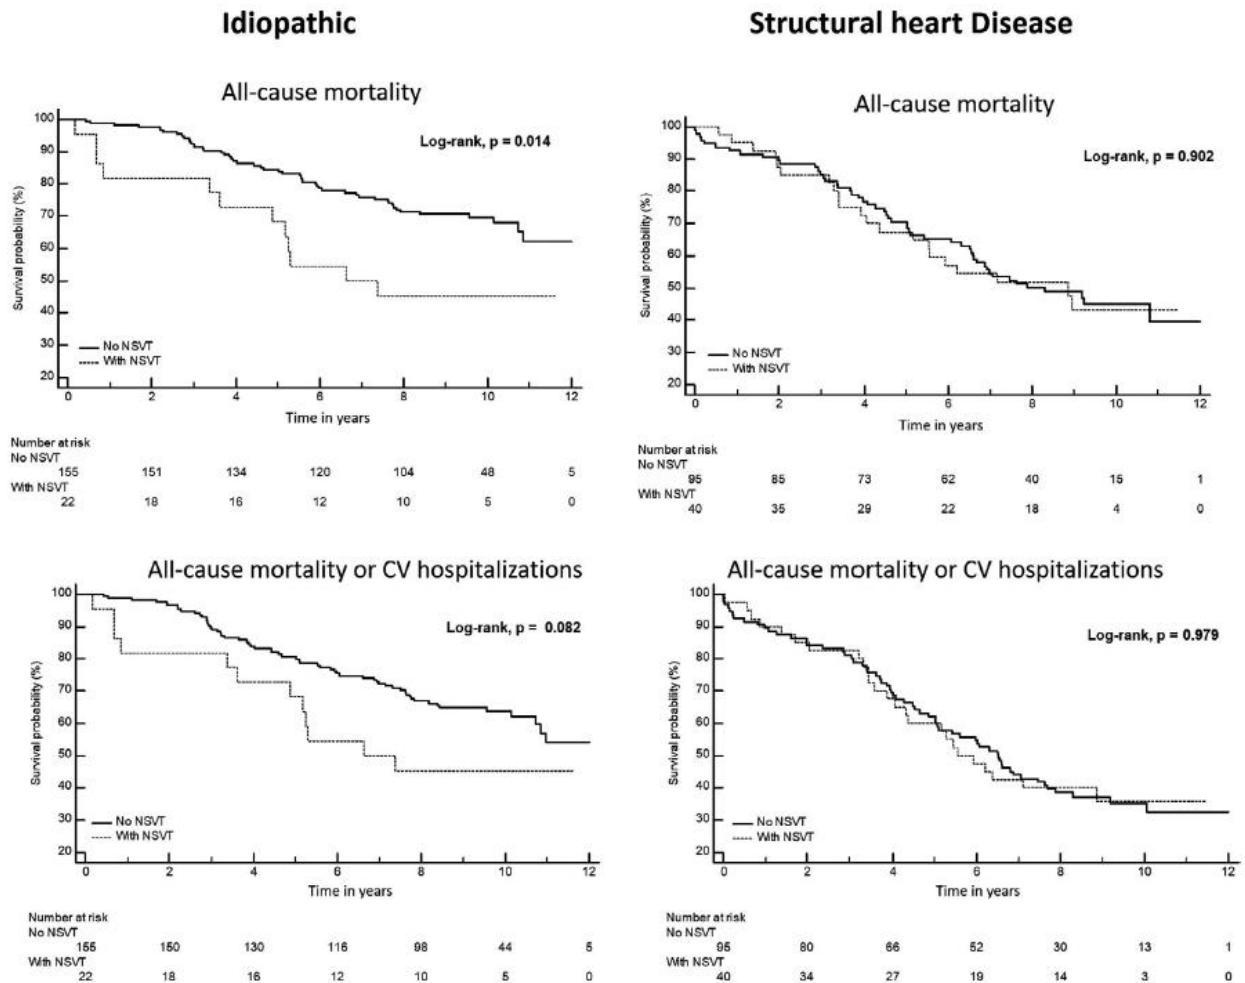 Idiopathic
Structural heart Disease
All-cause mortality
100
90
80
70
60
50
40
30
20
Survival probability (%)
Log-rank, p = 0.014
No NSVT
With NSVT
0 2 4 6 8 10 12
Time in years
Number at risk
No NSVT
155 151 134 120 104 48 5
With NSVT
22 18 16 12 10 5 0
All-cause mortality
100
90
80
70
60
50
40
30
20
Survival probability (%)
Log-rank, p = 0.902
No NSVT
With NSVT
0 2 4 6 8 10 12
Time in years
Number at risk
No NSVT
95 85 73 62 40 15 1
With NSVT
40 35 29 22 18 4 0
All-cause mortality or CV hospitalizations
100
90
80
70
60
50
40
30
20
Survival probability (%)
Log-rank, p = 0.082
No NSVT
With NSVT
0 2 4 6 8 10 12
Time in years
Number at risk
No NSVT
155 150 130 116 98 44 5
With NSVT
22 18 16 12 10 5 0
All-cause mortality or CV hospitalizations
100
90
80
70
60
50
40
30
20
Survival probability (%)
Log-rank, p = 0.979
No NSVT
With NSVT
0 2 4 6 8 10 12
Time in years
Number at risk
No NSVT
95 80 66 52 30 13 1
With NSVT
40 34 27 19 14 3 0